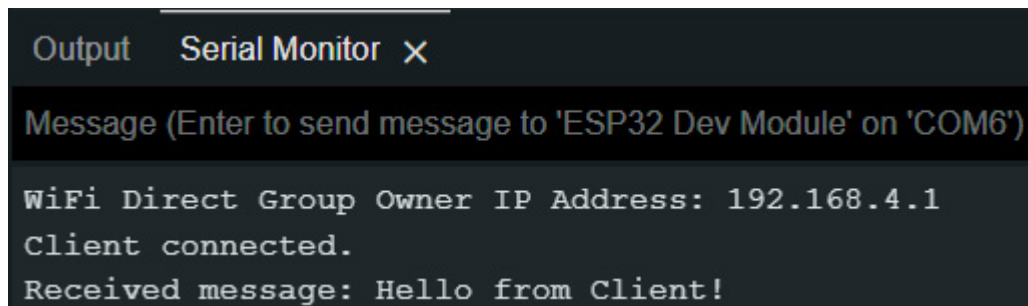 Output Serial Monitor ×
Message (Enter to send message to 'ESP32 Dev Module' on 'COM6')
WiFi Direct Group Owner IP Address: 192.168.4.1
Client connected.
Received message: Hello from Client!